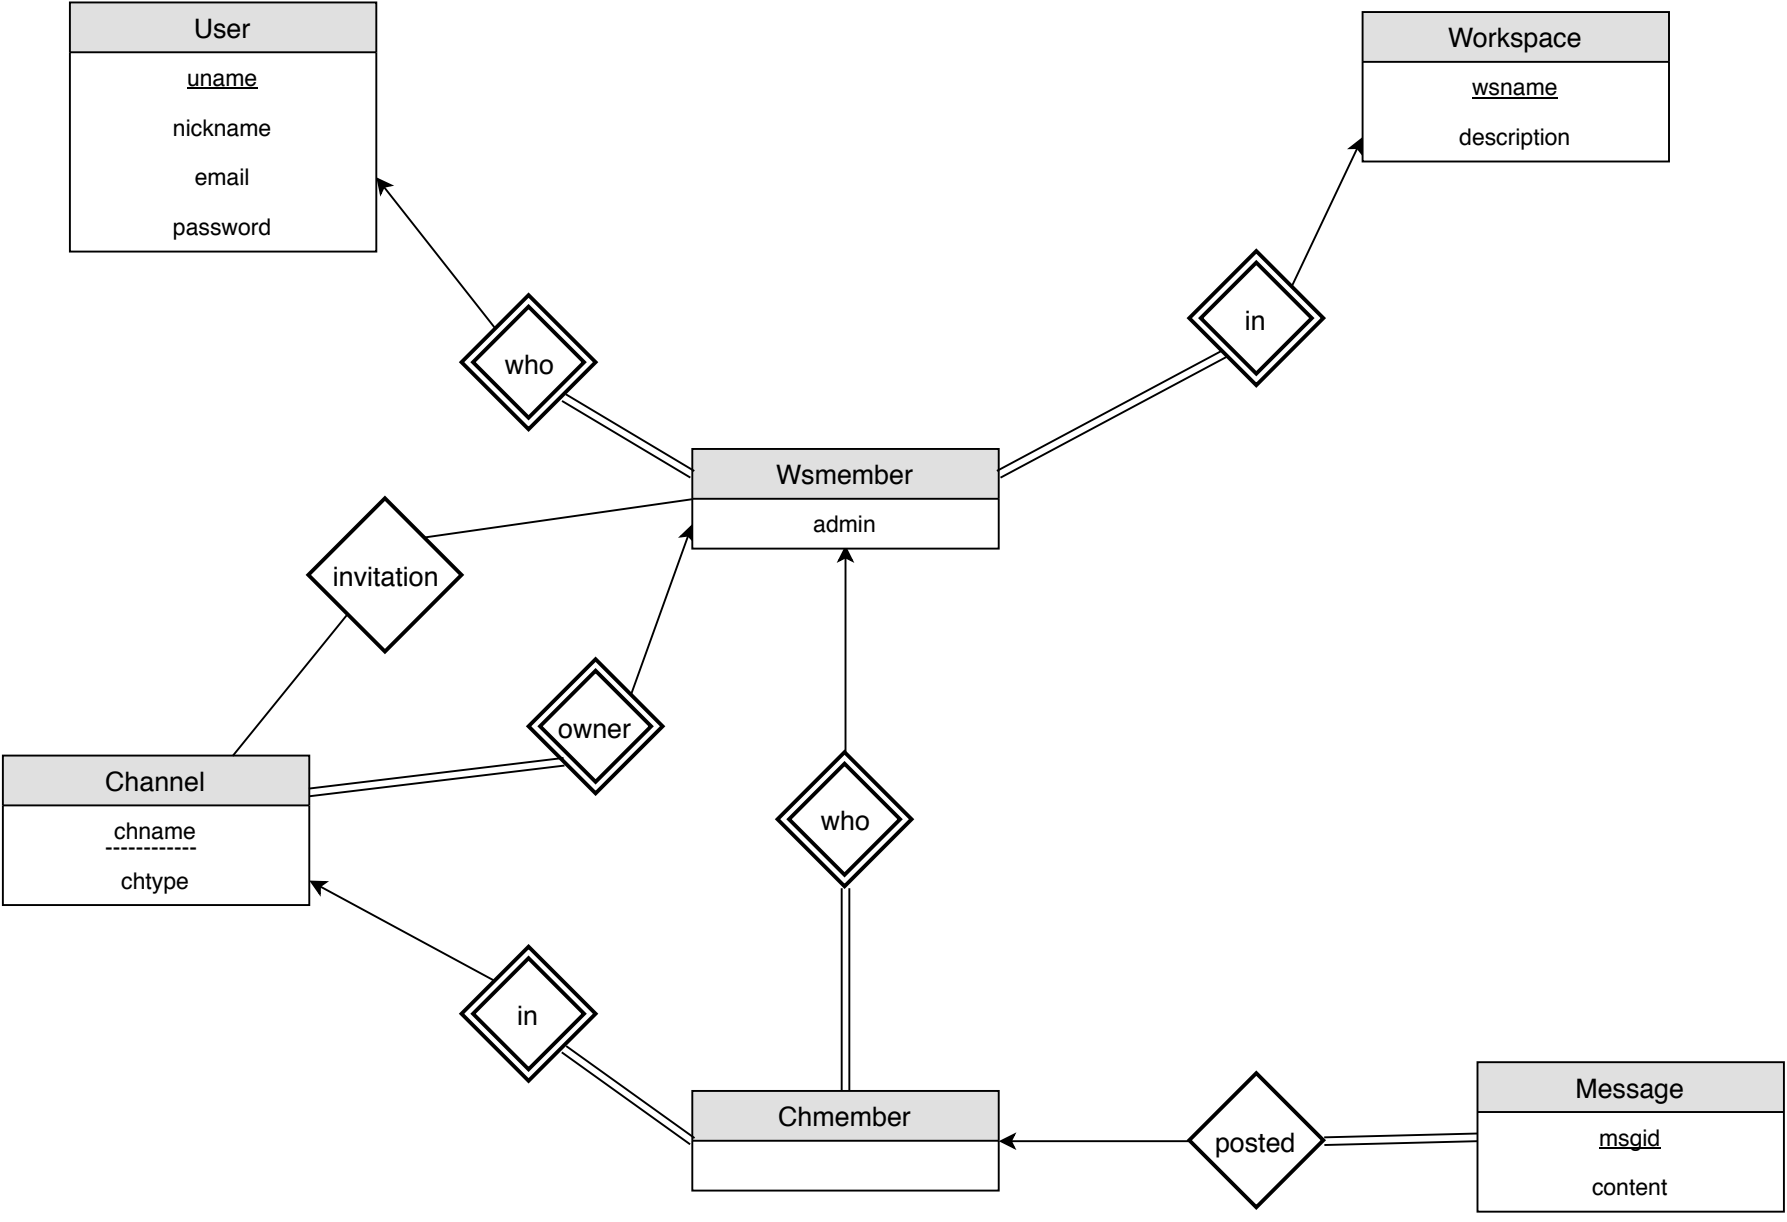 User
uname
nickname
email
password
Workspace
wsname
description
who
in
Wsmember
admin
invitation
owner
who
Channel
chname
chtype
in
Chmember
posted
Message
msgid
content